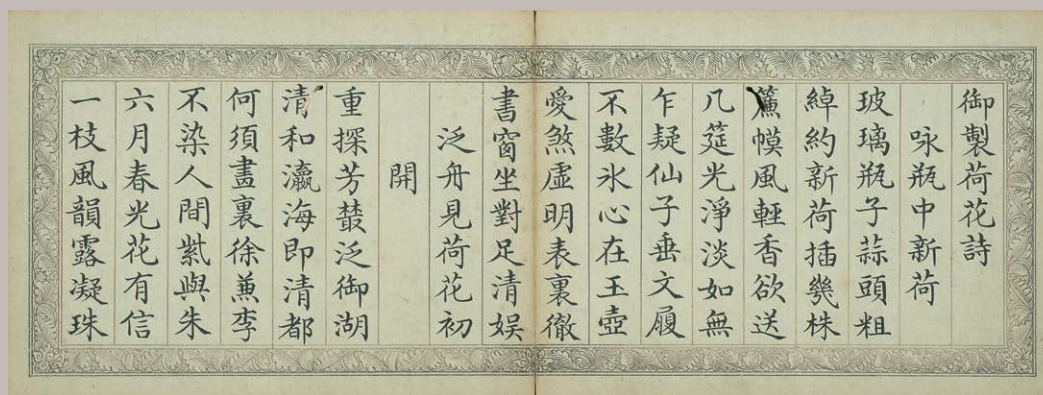 御製荷花詩
咏瓶中新荷
玻璃瓶子蒜頭粗
綽約新荷插幾株
簾幙風輕香欲送
几筵光淨淡如無
乍疑仙子垂文履
不數氷心在玉壺
愛煞虛明表裏徹
書窗坐對足清娱
泛舟見荷花初
開
重探芳叢泛御湖
清和瀛海即清都
何須畫裏徐兼李
不染人間紫與朱
六月春光花有信
一枝風韻露凝珠